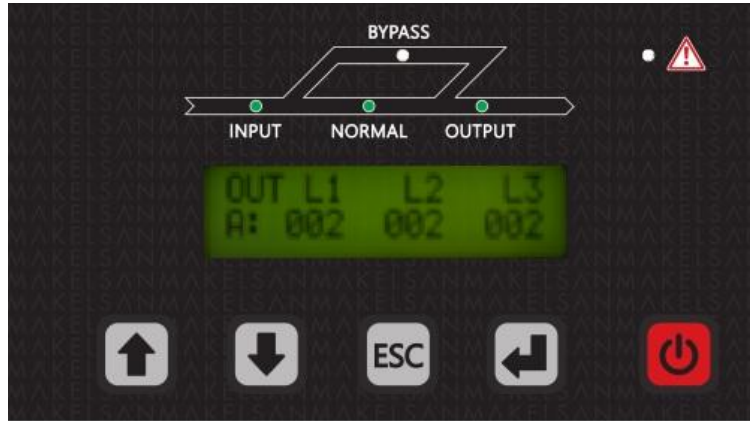 BYPASS
INPUT NORMAL OUTPUT
OUT L1 L2 L3
A: 002 002 002
ESC